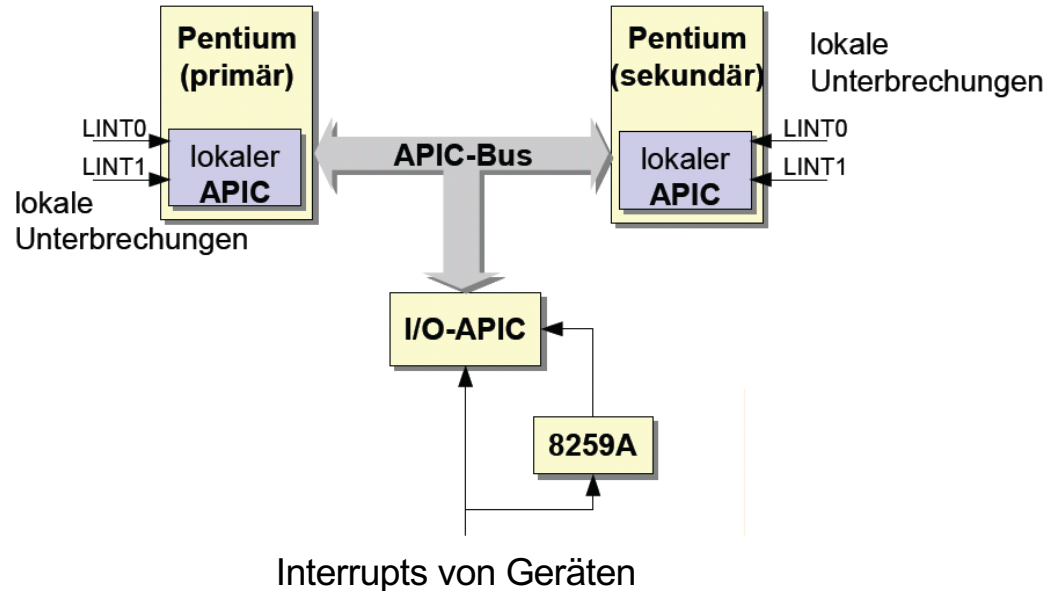 Pentium
(primär)
LINT0
LINT1
lokaler
APIC
lokale
Unterbrechungen
APIC-Bus
Pentium
(sekundär)
lokaler
APIC
lokale
Unterbrechungen
LINT0
LINT1
I/O-APIC
8259A
Interrupts von Geräten